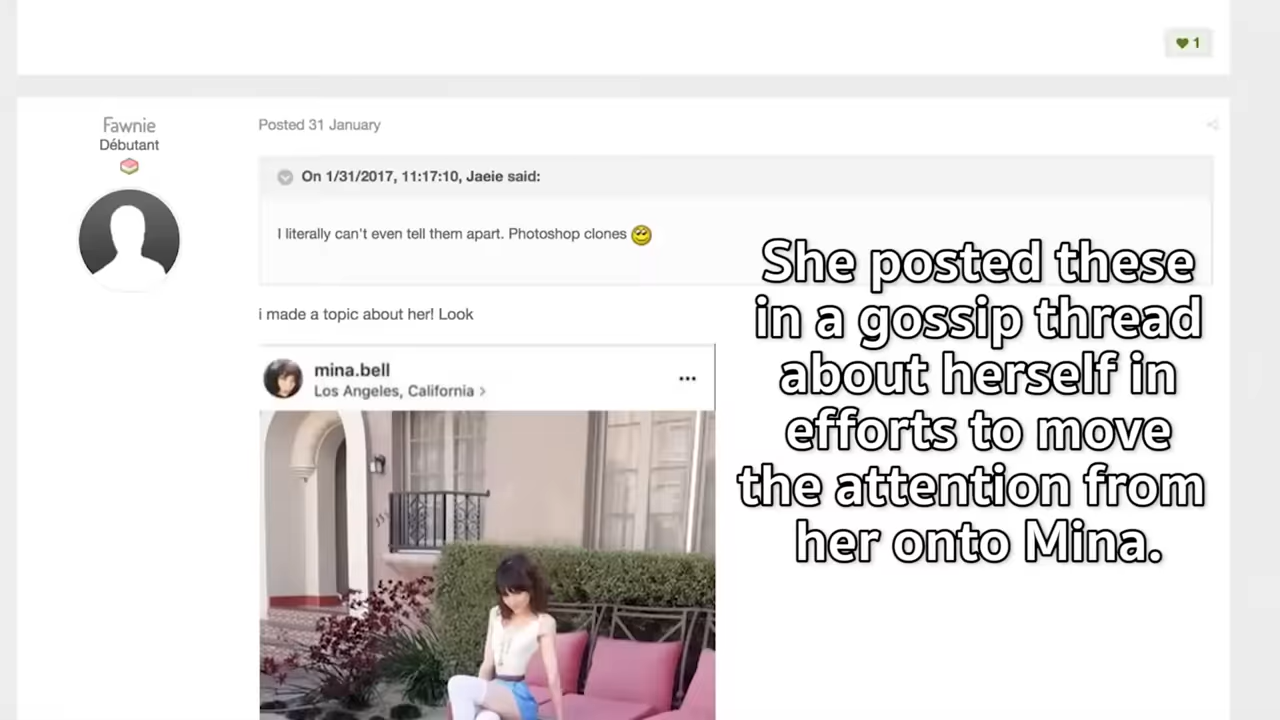 1
Fawnie
Débutant
Posted 31 January
On 1/31/2017, 11:17:10, Jaeie said:
I literally can't even tell them apart. Photoshop clones
i made a topic about her! Look
mina.bell
Los Angeles, California >
She posted these
in a gossip thread
about herself in
efforts to move
the attention from
her onto Mina.